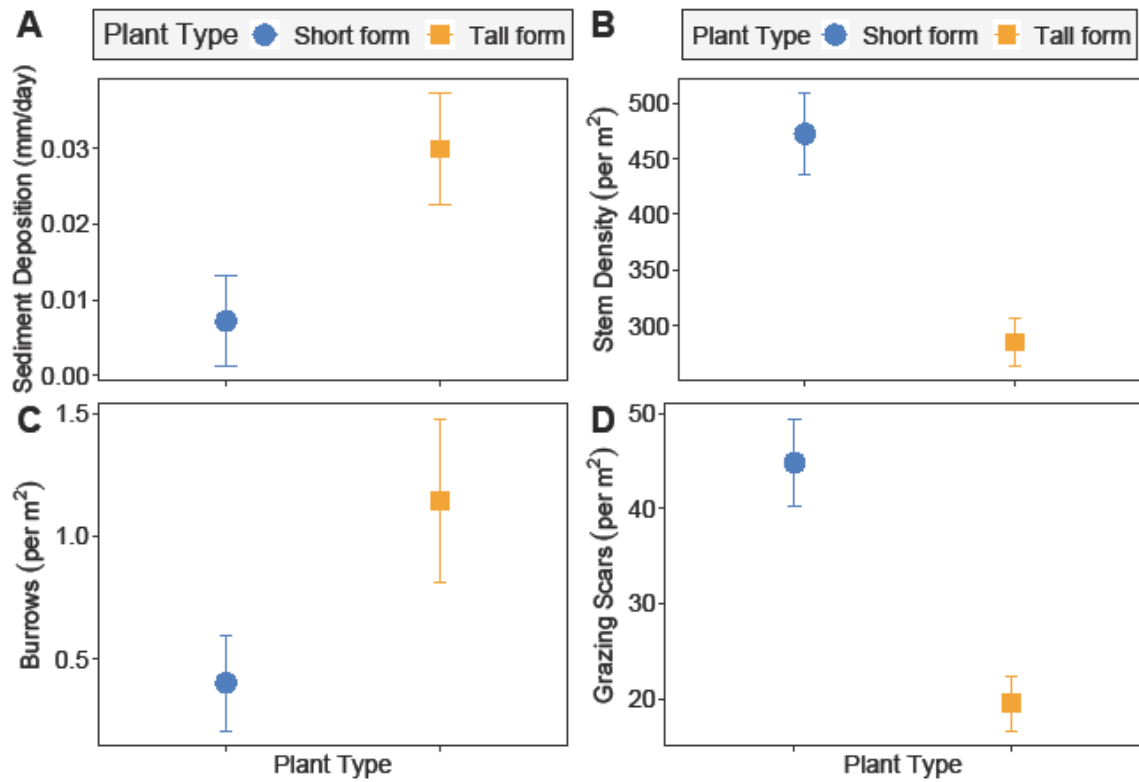 A
Plant Type Short form Tall form
Sediment Deposition (mm/day)
0.03
0.02
0.01
0.00
B
Plant Type Short form Tall form
Stem Density (per m²)
500
450
400
350
300
C
Burrows (per m²)
1.5
1.0
0.5
Plant Type
D
Grazing Scars (per m²)
50
40
30
20
Plant Type